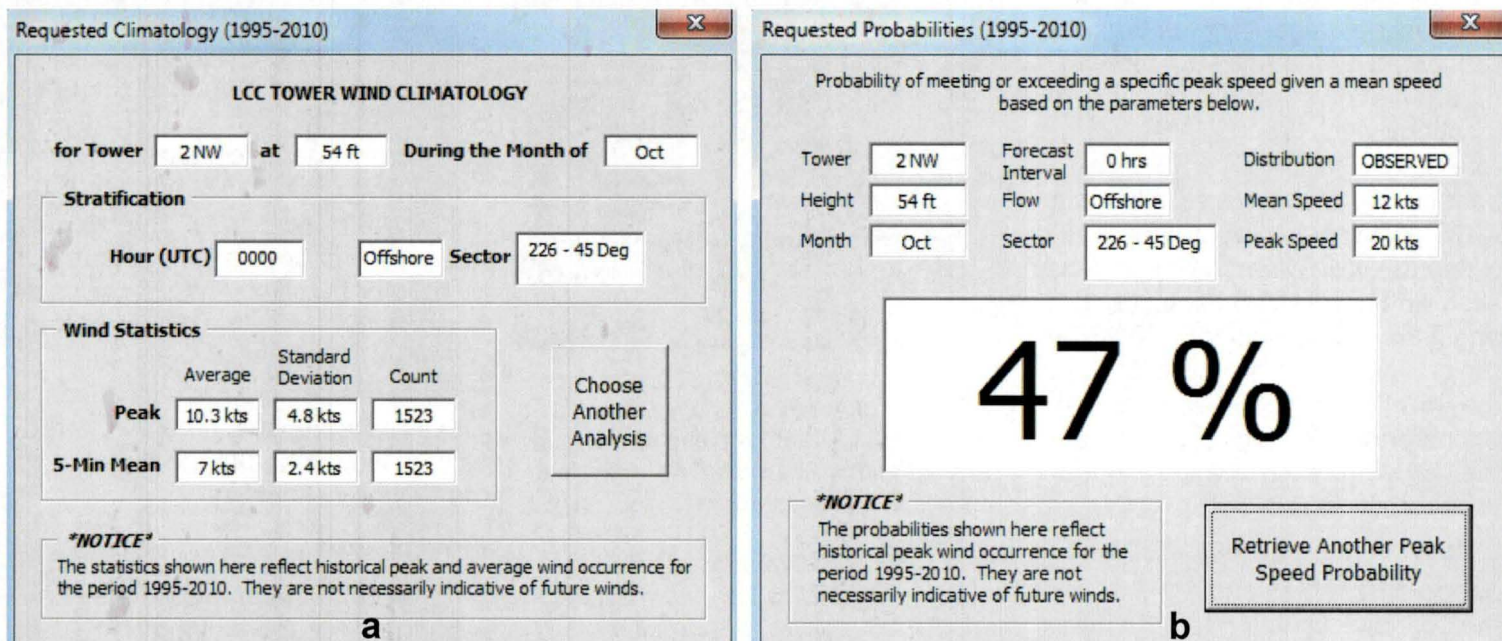 Requested Climatology (1995-2010)
LCC TOWER WIND CLIMATOLOGY
for Tower 2 NW at 54 ft During the Month of Oct
Stratification
Hour (UTC) 0000 Offshore Sector 226 - 45 Deg
Wind Statistics
Average Standard Deviation Count
Peak 10.3 kts 4.8 kts 1523
5-Min Mean 7 kts 2.4 kts 1523
Choose
Another
Analysis
*NOTICE*
The statistics shown here reflect historical peak and average wind occurrence for
the period 1995-2010. They are not necessarily indicative of future winds.
a
Requested Probabilities (1995-2010)
Probability of meeting or exceeding a specific peak speed given a mean speed
based on the parameters below.
Tower 2 NW Forecast Interval 0 hrs Distribution OBSERVED
Height 54 ft Flow Offshore Mean Speed 12 kts
Month Oct Sector 226 - 45 Deg Peak Speed 20 kts
47 %
*NOTICE*
The probabilities shown here reflect
historical peak wind occurrence for the
period 1995-2010. They are not
necessarily indicative of future winds.
Retrieve Another Peak
Speed Probability
b